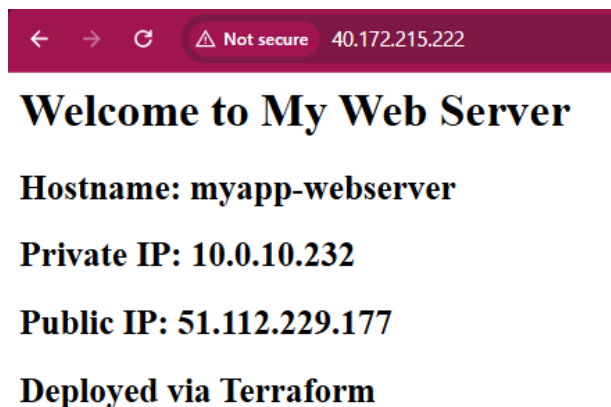 Not secure 40.172.215.222
Welcome to My Web Server
Hostname: myapp-webserver
Private IP: 10.0.10.232
Public IP: 51.112.229.177
Deployed via Terraform